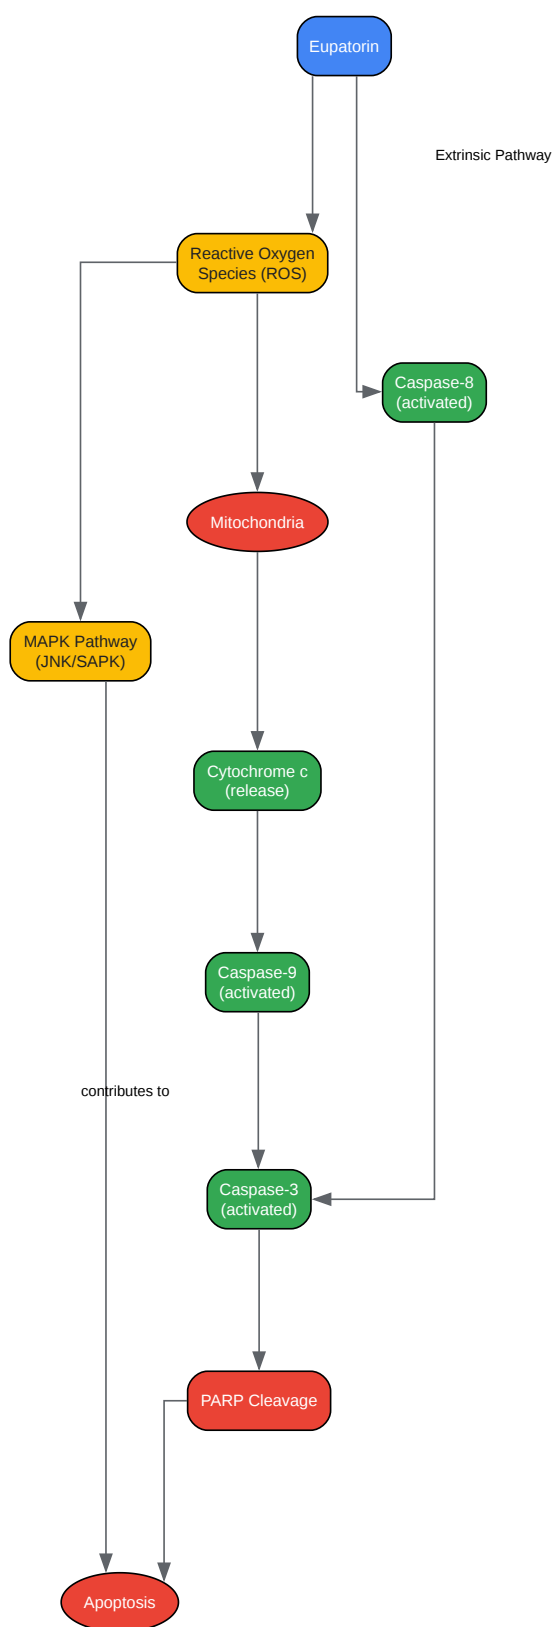 Eupatorin
Extrinsic Pathway
Reactive Oxygen
Species (ROS)
Caspase-8
(activated)
Mitochondria
MAPK Pathway
(JNK/SAPK)
Cytochrome c
(release)
Caspase-9
(activated)
contributes to
Caspase-3
(activated)
PARP Cleavage
Apoptosis